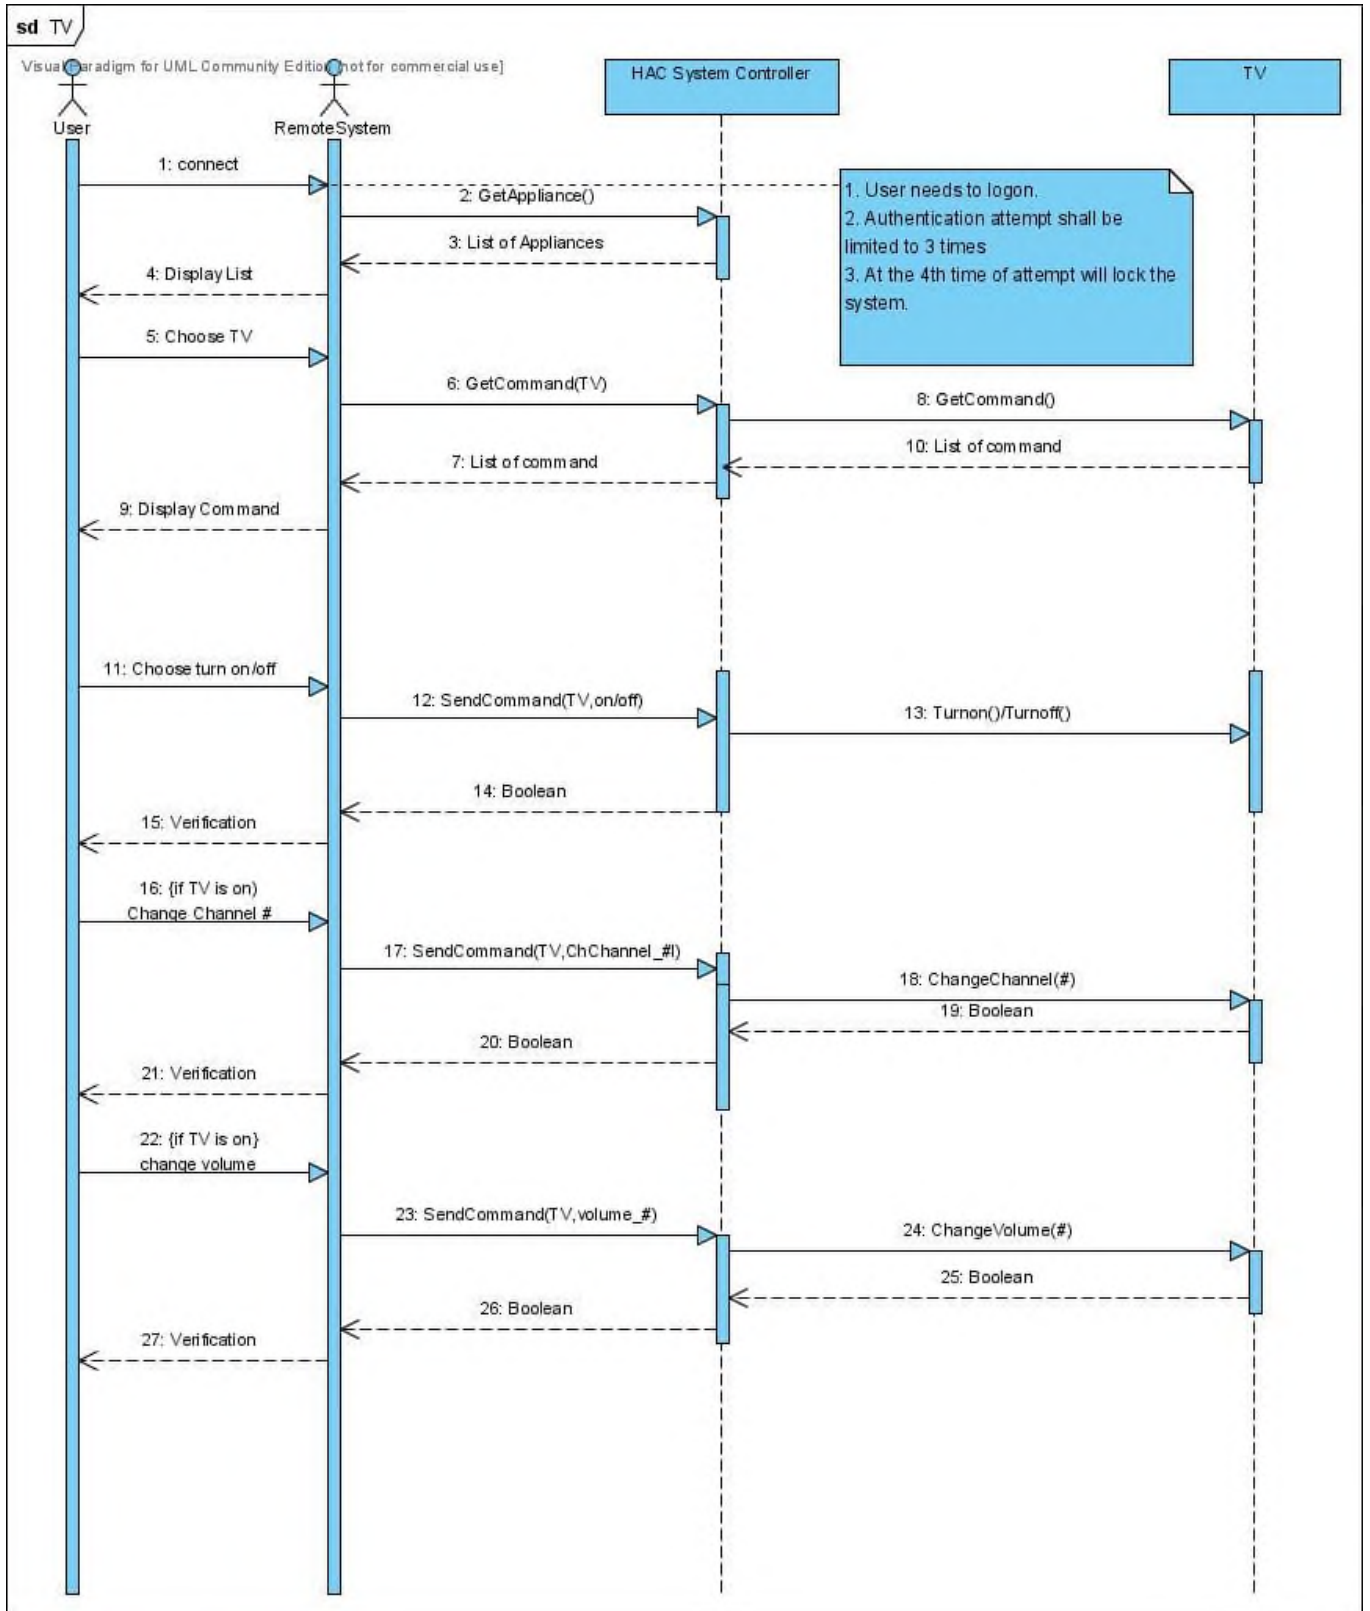 sd TV
Visual Paradigm for UML Community Edition [not for commercial use]
User
RemoteSystem
HAC System Controller
TV
1: connect
2: GetAppliance()
1. User needs to logon.
2. Authentication attempt shall be
limited to 3 times
3. At the 4th time of attempt will lock the
system.
3: List of Appliances
4: Display List
5: Choose TV
6: GetCommand(TV)
8: GetCommand()
10: List of command
7: List of command
9: Display Command
11: Choose turn on/off
12: SendCommand(TV,on/off)
13: Turnon()/Turnoff()
14: Boolean
15: Verification
16: {if TV is on)
Change Channel #
17: SendCommand(TV,ChChannel_#l)
18: ChangeChannel(#)
19: Boolean
20: Boolean
21: Verification
22: {if TV is on}
change volume
23: SendCommand(TV,volume_#)
24: ChangeVolume(#)
25: Boolean
26: Boolean
27: Verification